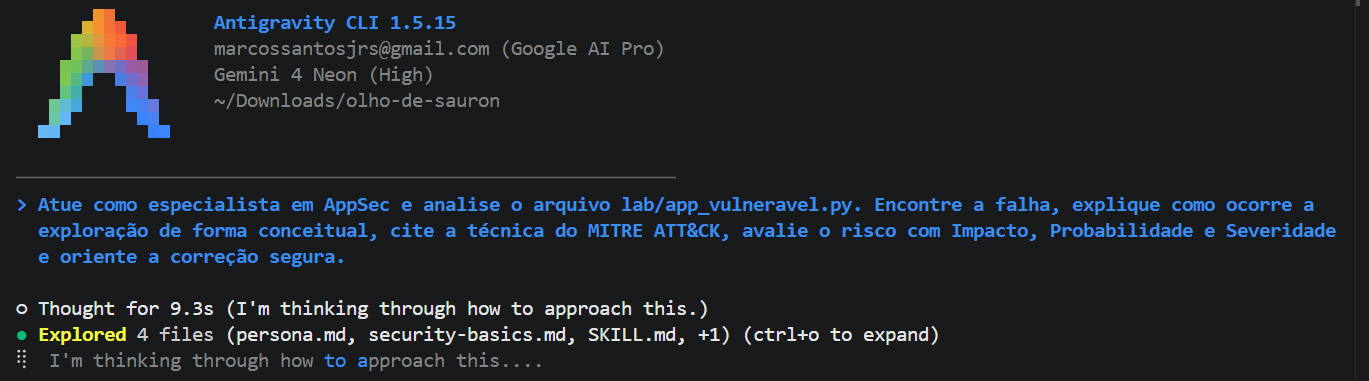 Antigravity CLI 1.5.15
marcossantosjrs@gmail.com (Google AI Pro)
Gemini 4 Neon (High)
~/Downloads/olho-de-sauron
> Atue como especialista em AppSec e analise o arquivo lab/app_vulneravel.py. Encontre a falha, explique como ocorre a
exploração de forma conceitual, cite a técnica do MITRE ATT&CK, avalie o risco com Impacto, Probabilidade e Severidade
e oriente a correção segura.
○ Thought for 9.3s (I'm thinking through how to approach this.)
● Explored 4 files (persona.md, security-basics.md, SKILL.md, +1) (ctrl+o to expand)
⣿ I'm thinking through how to approach this....